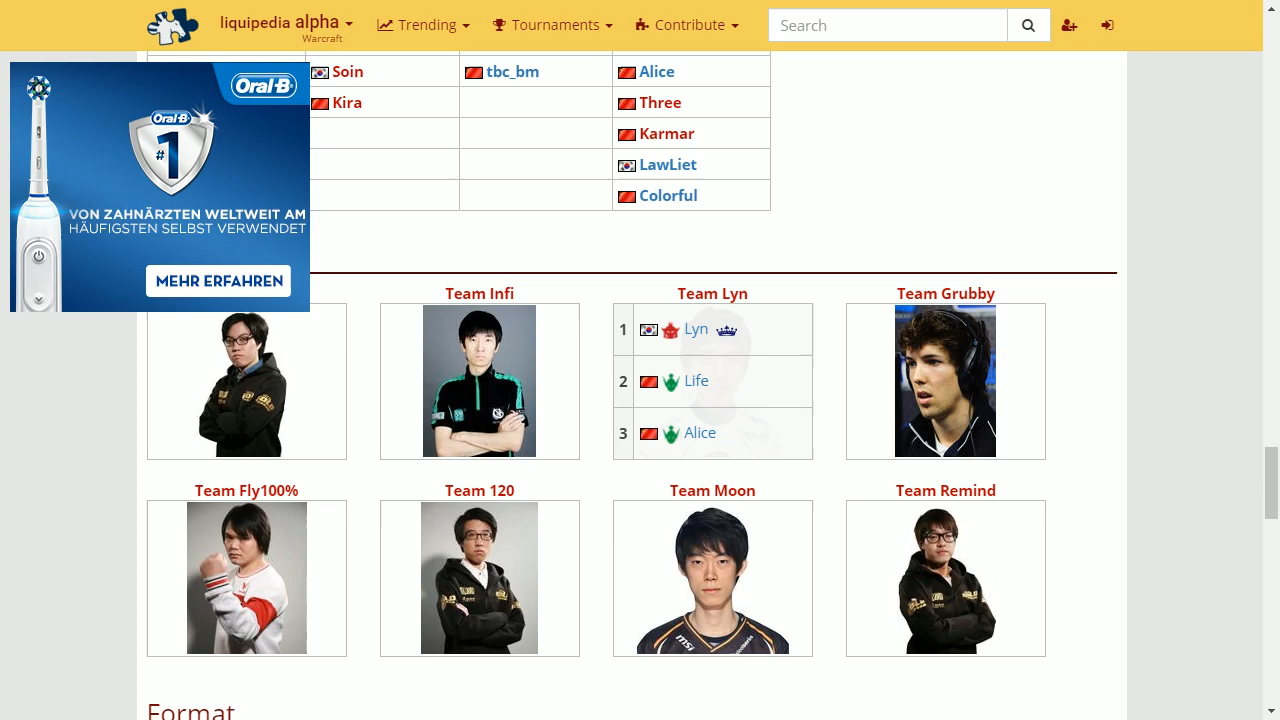 liquipedia alpha
Warcraft
Trending
Tournaments
Contribute
Search
Soin
tbc_bm
Alice
Kira
Three
Karmar
LawLiet
Colorful
Oral-B
Oral-B
#1
VON ZAHNÄRZTEN WELTWEIT AM
HÄUFIGSTEN SELBST VERWENDET
MEHR ERFAHREN
Team Infi
Team Lyn
Team Grubby
1 Lyn
2 Life
3 Alice
Team Fly100%
Team 120
Team Moon
Team Remind
msi
Format